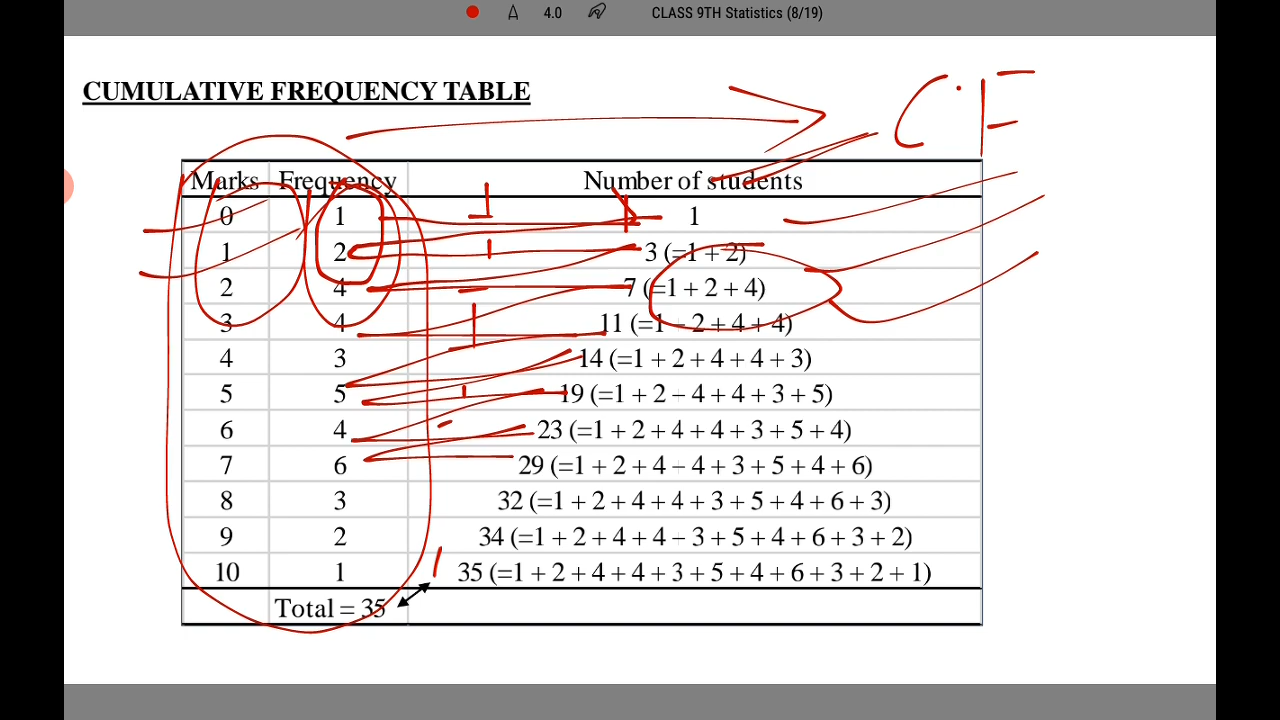 4.0 CLASS 9TH Statistics (8/19)
CUMULATIVE FREQUENCY TABLE
CF
Marks Frequency Number of students
0 1 1
1 2 3 (=1 + 2)
2 4 7 (=1 + 2 + 4)
3 4 11 (=1 + 2 + 4 + 4)
4 3 14 (=1 + 2 + 4 + 4 + 3)
5 5 19 (=1 + 2 + 4 + 4 + 3 + 5)
6 4 23 (=1 + 2 + 4 + 4 + 3 + 5 + 4)
7 6 29 (=1 + 2 + 4 + 4 + 3 + 5 + 4 + 6)
8 3 32 (=1 + 2 + 4 + 4 + 3 + 5 + 4 + 6 + 3)
9 2 34 (=1 + 2 + 4 + 4 + 3 + 5 + 4 + 6 + 3 + 2)
10 1 35 (=1 + 2 + 4 + 4 + 3 + 5 + 4 + 6 + 3 + 2 + 1)
Total = 35